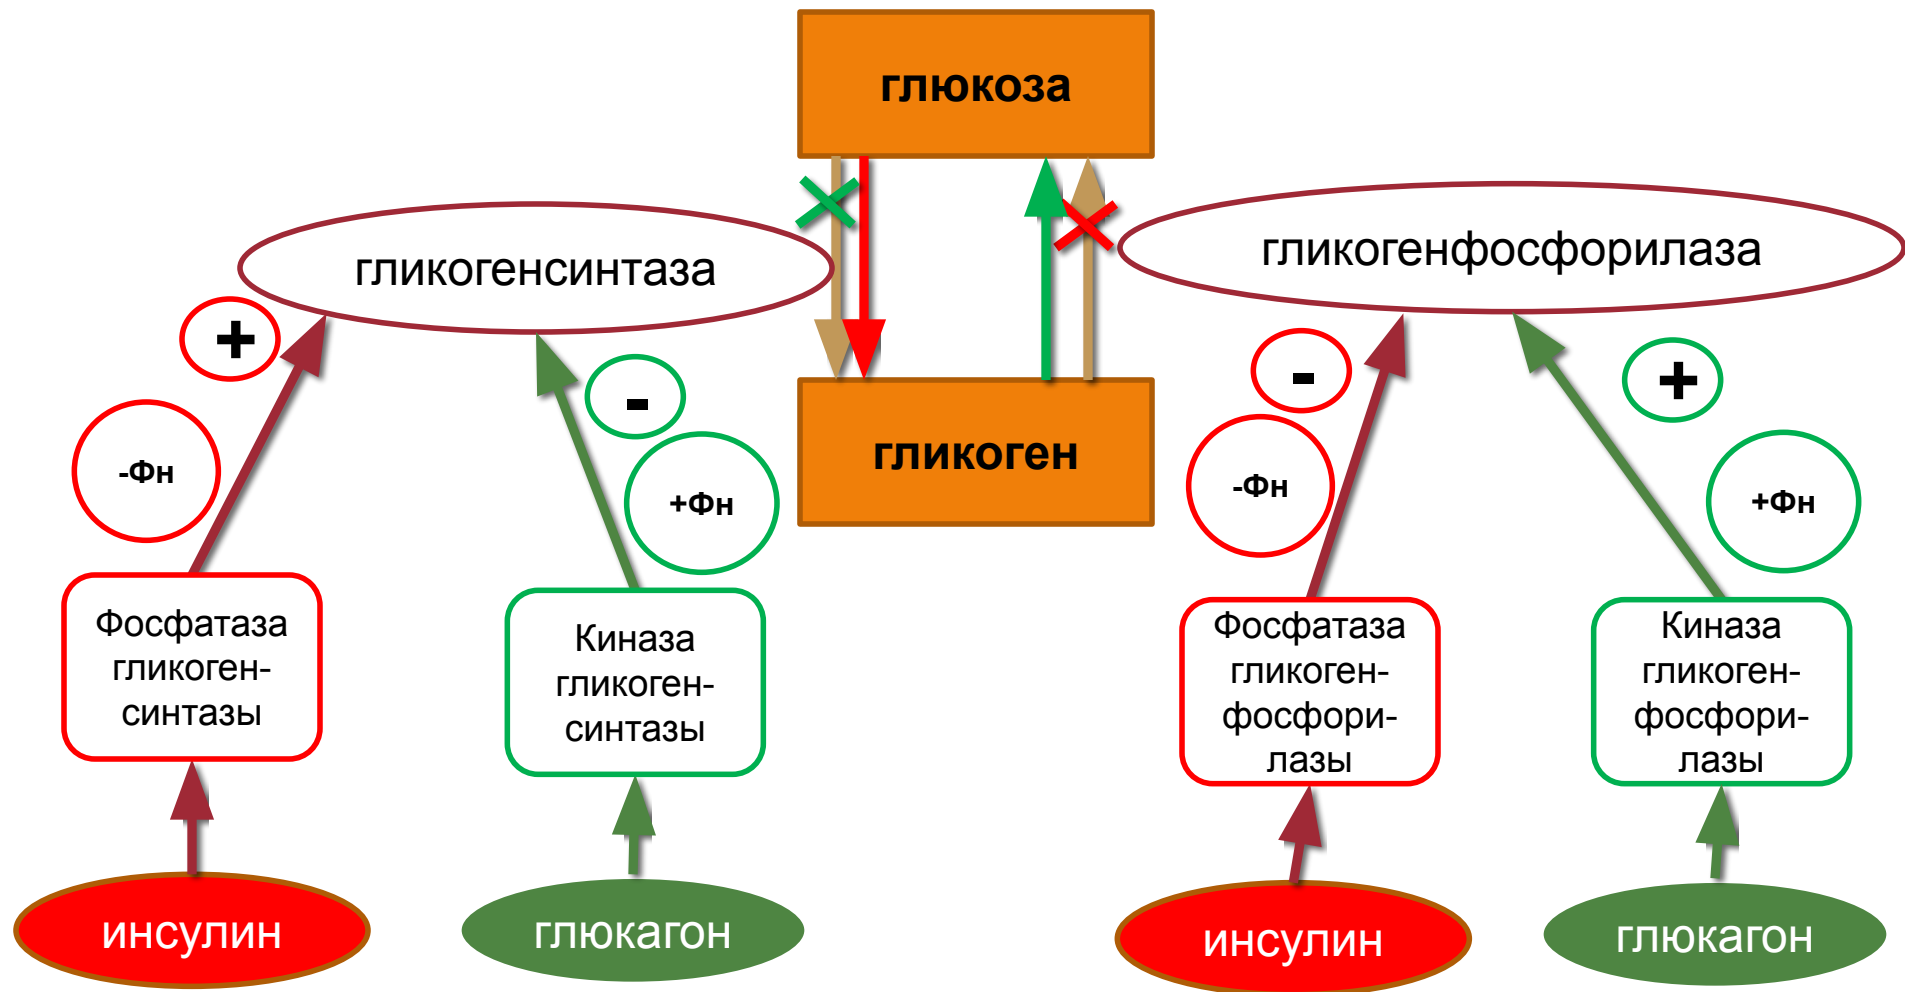 глюкоза
гликогенсинтаза
гликогенфосфорилаза
+
-
-
+
-Фн
+Фн
гликоген
-Фн
+Фн
Фосфатаза
гликоген-
синтазы
Киназа
гликоген-
синтазы
Фосфатаза
гликоген-
фосфори-
лазы
Киназа
гликоген-
фосфори-
лазы
инсулин
глюкагон
инсулин
глюкагон